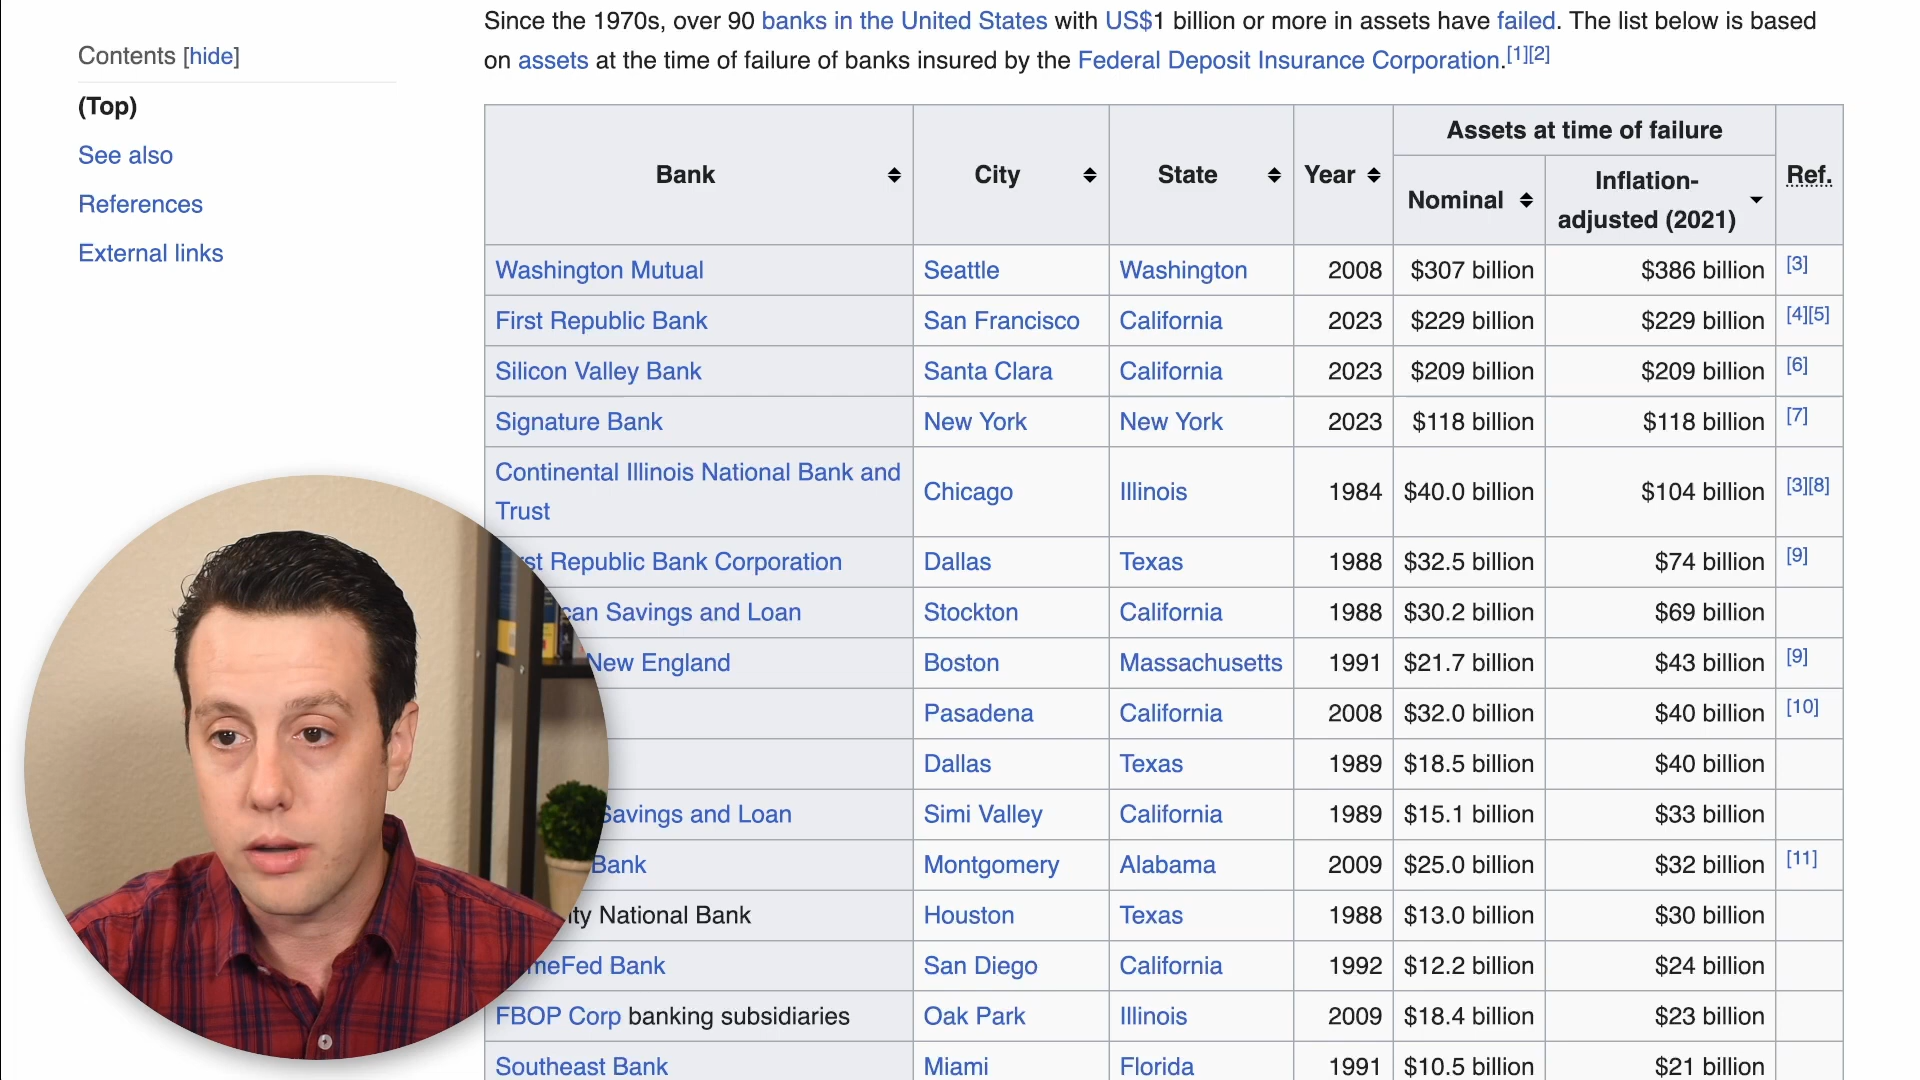 Contents [hide]
(Top)
See also
References
External links
Since the 1970s, over 90 banks in the United States with US$1 billion or more in assets have failed. The list below is based
on assets at the time of failure of banks insured by the Federal Deposit Insurance Corporation.[1][2]
Bank City State Year Assets at time of failure Ref.
Nominal Inflation-
adjusted (2021)
Washington Mutual Seattle Washington 2008 $307 billion $386 billion [3]
First Republic Bank San Francisco California 2023 $229 billion $229 billion [4][5]
Silicon Valley Bank Santa Clara California 2023 $209 billion $209 billion [6]
Signature Bank New York New York 2023 $118 billion $118 billion [7]
Continental Illinois National Bank and
Trust Chicago Illinois 1984 $40.0 billion $104 billion [3][8]
Republic Bank Corporation Dallas Texas 1988 $32.5 billion $74 billion [9]
Savings and Loan Stockton California 1988 $30.2 billion $69 billion
New England Boston Massachusetts 1991 $21.7 billion $43 billion [9]
Pasadena California 2008 $32.0 billion $40 billion [10]
Dallas Texas 1989 $18.5 billion $40 billion
Savings and Loan Simi Valley California 1989 $15.1 billion $33 billion
Bank Montgomery Alabama 2009 $25.0 billion $32 billion [11]
National Bank Houston Texas 1988 $13.0 billion $30 billion
Bank San Diego California 1992 $12.2 billion $24 billion
FBOP Corp banking subsidiaries Oak Park Illinois 2009 $18.4 billion $23 billion
Southeast Bank Miami Florida 1991 $10.5 billion $21 billion